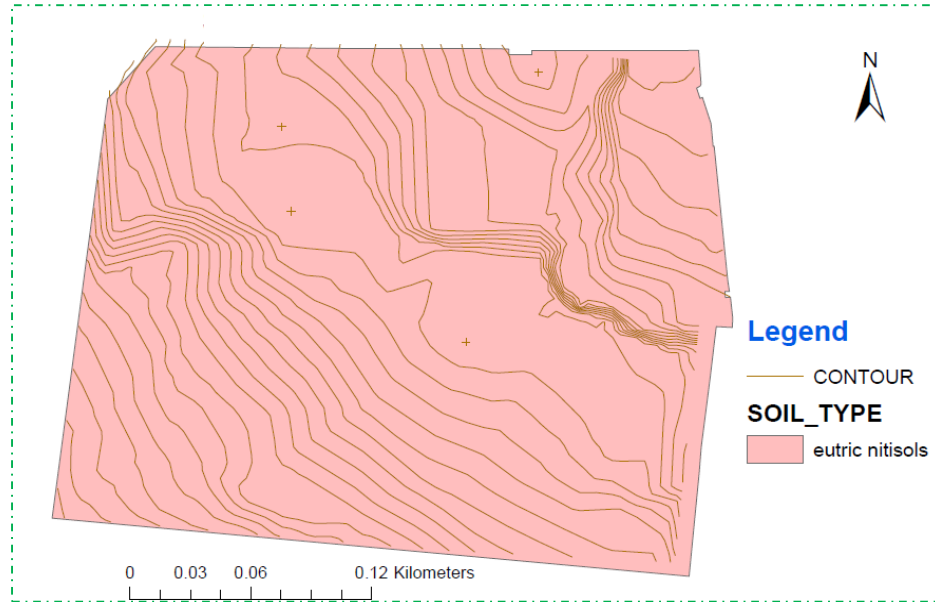 N
Legend
CONTOUR
SOIL_TYPE
eutric nitisols
0 0.03 0.06 0.12 Kilometers